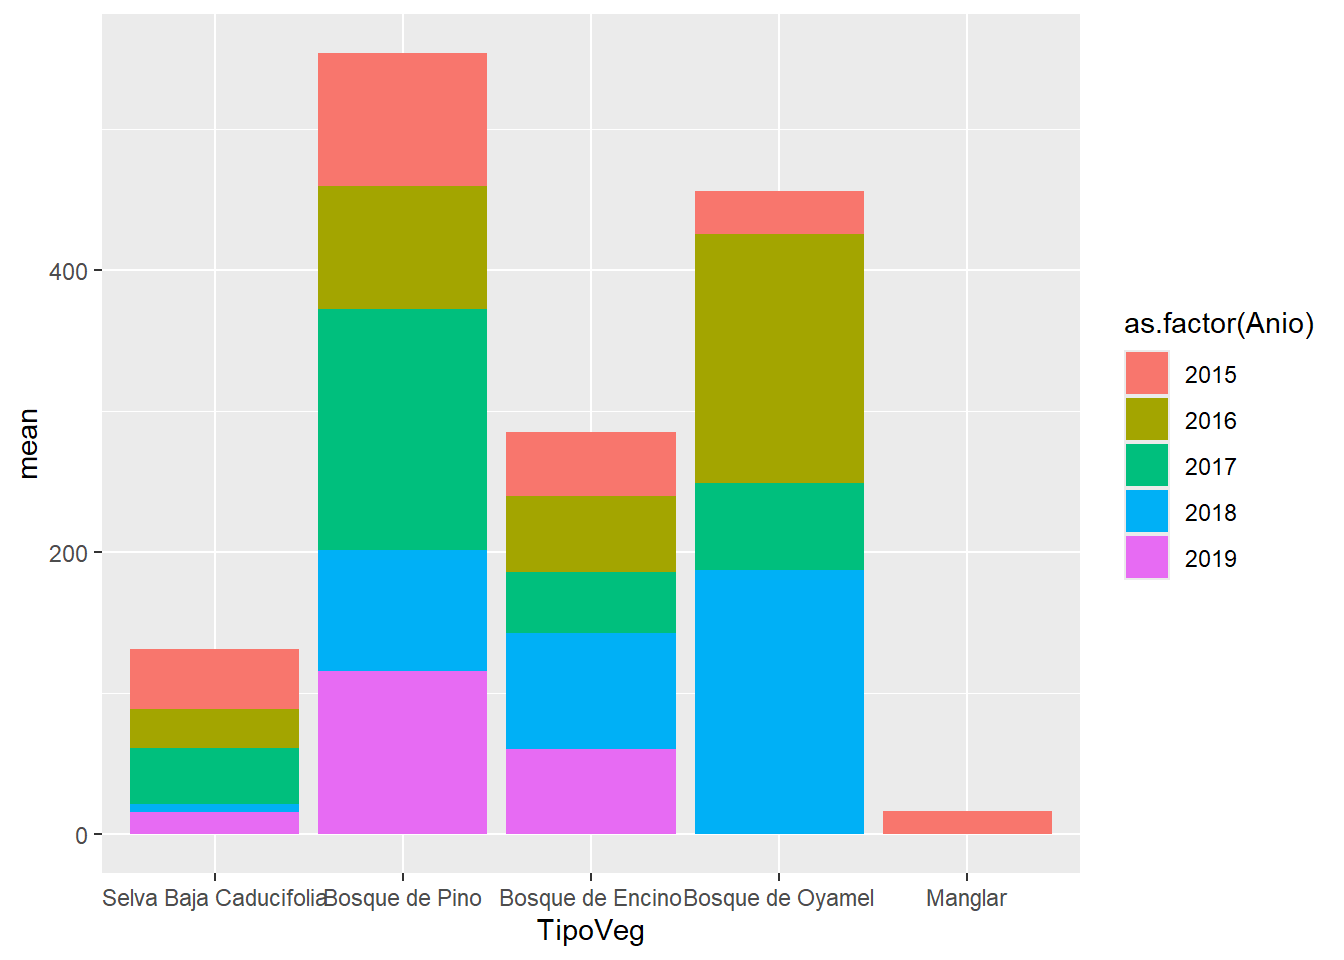 mean
400
200
0
Selva Baja Caducifolia
Bosque de Pino
Bosque de Encino
Bosque de Oyamel
Manglar
TipoVeg
as.factor(Anio)
2015
2016
2017
2018
2019